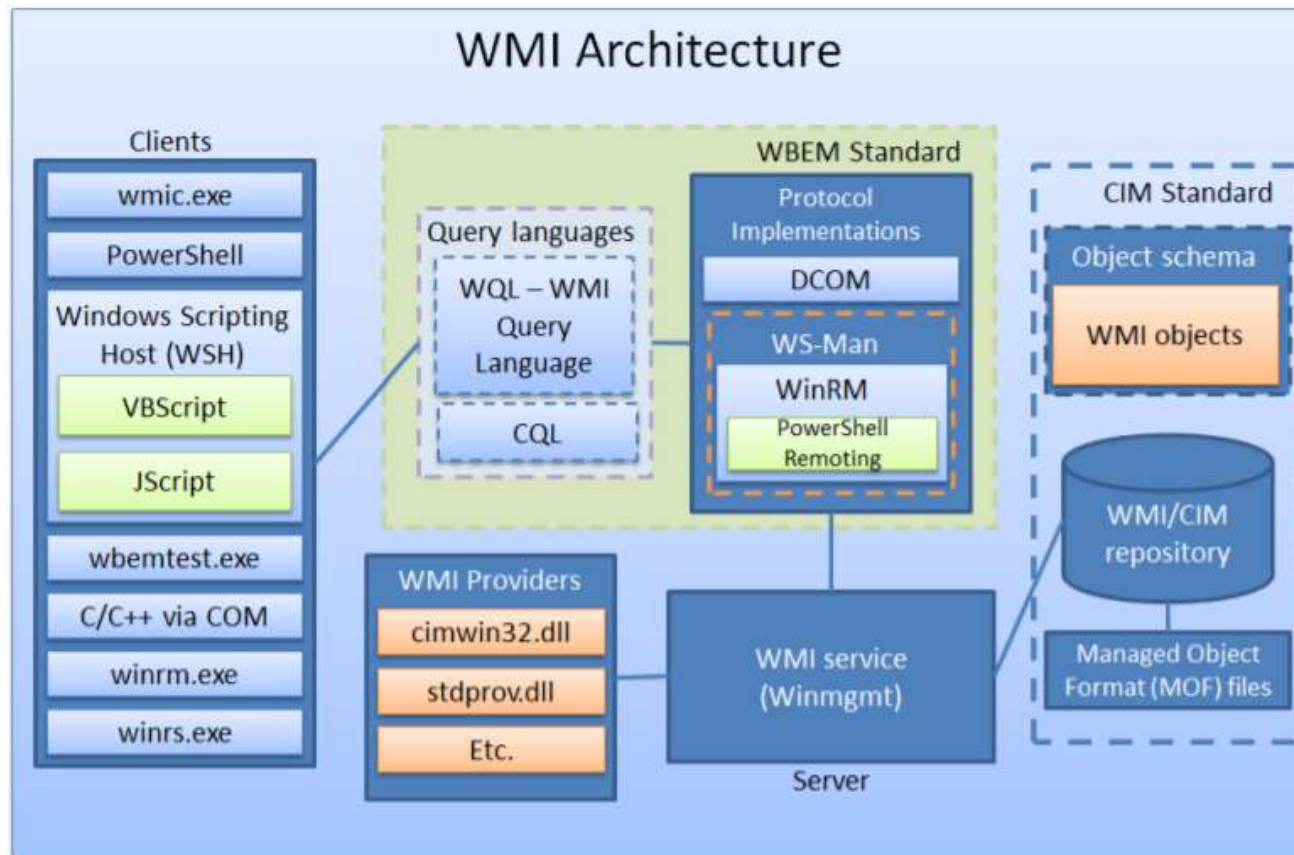 WMI Architecture
Clients
wmic.exe
PowerShell
Windows Scripting
Host (WSH)
VBScript
JScript
wbemtest.exe
C/C++ via COM
winrm.exe
winrs.exe
WBEM Standard
Query languages
WQL – WMI
Query
Language
CQL
Protocol
Implementations
DCOM
WS-Man
WinRM
PowerShell
Remoting
WMI Providers
cimwin32.dll
stdprov.dll
Etc.
WMI service
(Winmgmt)
Server
CIM Standard
Object schema
WMI objects
WMI/CIM
repository
Managed Object
Format (MOF) files